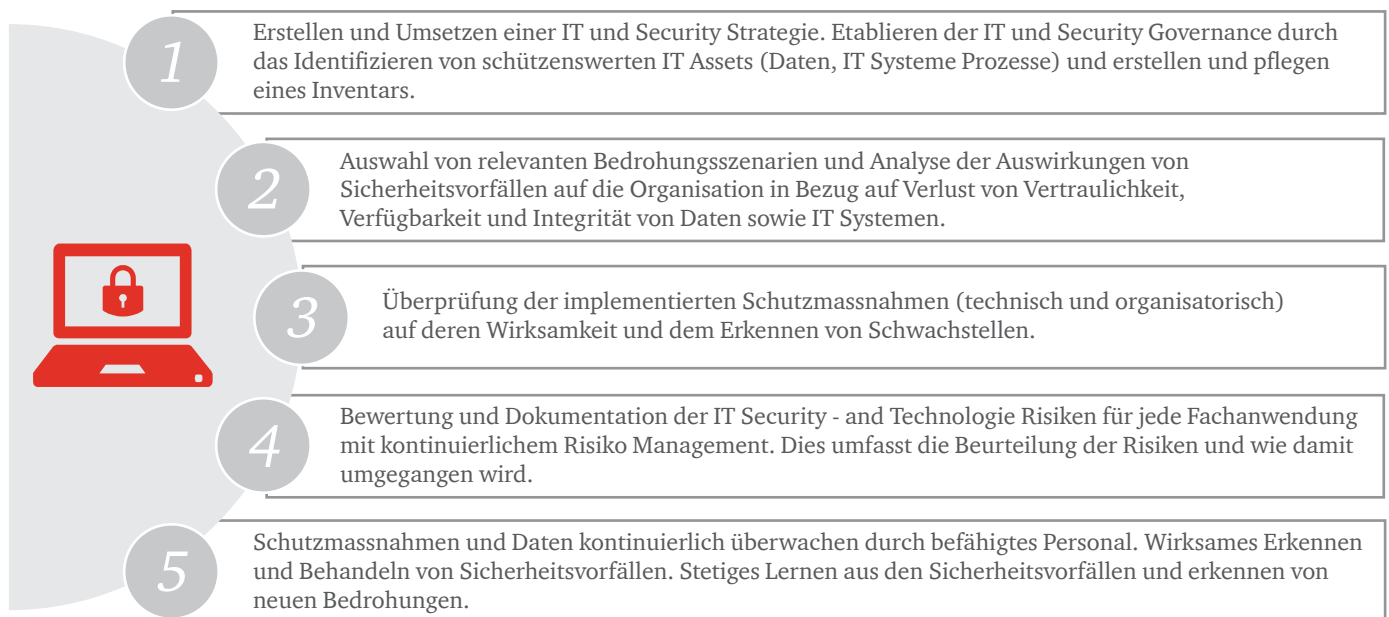 1
Erstellen und Umsetzen einer IT und Security Strategie. Etablieren der IT und Security Governance durch
das Identifizieren von schützenswerten IT Assets (Daten, IT Systeme Prozesse) und erstellen und pflegen
eines Inventars.
2
Auswahl von relevanten Bedrohungsszenarien und Analyse der Auswirkungen von
Sicherheitsvorfällen auf die Organisation in Bezug auf Verlust von Vertraulichkeit,
Verfügbarkeit und Integrität von Daten sowie IT Systemen.
3
Überprüfung der implementierten Schutzmassnahmen (technisch und organisatorisch)
auf deren Wirksamkeit und dem Erkennen von Schwachstellen.
4
Bewertung und Dokumentation der IT Security - and Technologie Risiken für jede Fachanwendung
mit kontinuierlichem Risiko Management. Dies umfasst die Beurteilung der Risiken und wie damit
umgegangen wird.
5
Schutzmassnahmen und Daten kontinuierlich überwachen durch befähigtes Personal. Wirksames Erkennen
und Behandeln von Sicherheitsvorfällen. Stetiges Lernen aus den Sicherheitsvorfällen und erkennen von
neuen Bedrohungen.